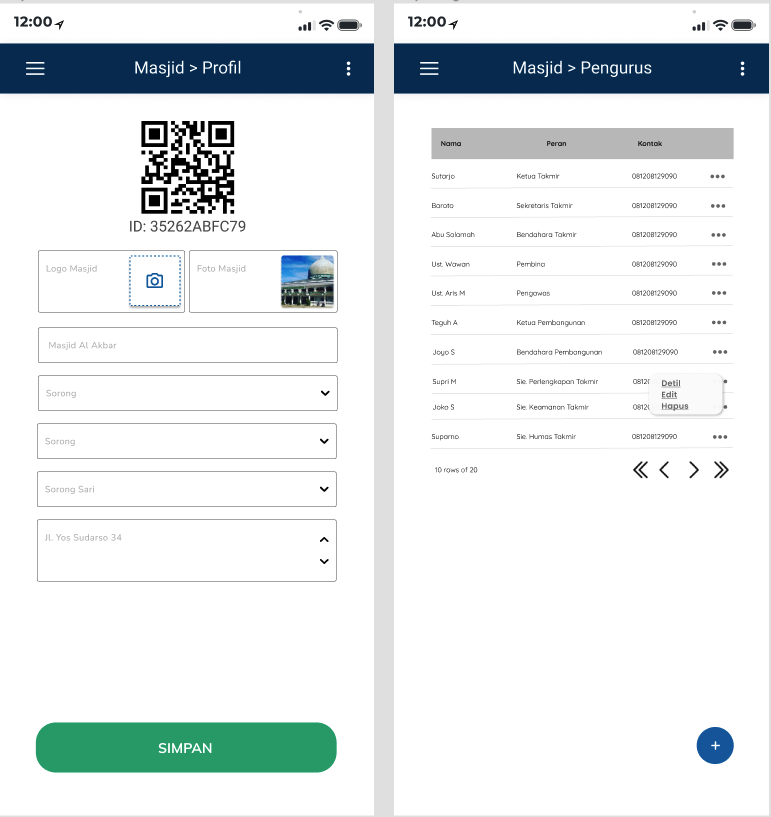 12:00
Masjid > Profil
ID: 35262ABFC79
Logo Masjid
Foto Masjid
Masjid Al Akbar
Sorong
Sorong
Sorong Sari
Jl. Yos Sudarso 34
SIMPAN
12:00
Masjid > Pengurus
Nama Peran Kontak
Sutarjo Ketua Takmir 081208129090
Baroto Sekretaris Takmir 081208129090
Abu Salamah Bendahara Takmir 081208129090
Ust. Wawan Pembina 081208129090
Ust. Aris M Pengawas 081208129090
Teguh A Ketua Pembangunan 081208129090
Joyo S Bendahara Pembangunan 081208129090
Supri M Sie. Perlengkapan Takmir 0812
Joko S Sie. Keamanan Takmir 0812
Detil
Edit
Hapus
Suparno Sie. Humas Takmir 081208129090
10 rows of 20